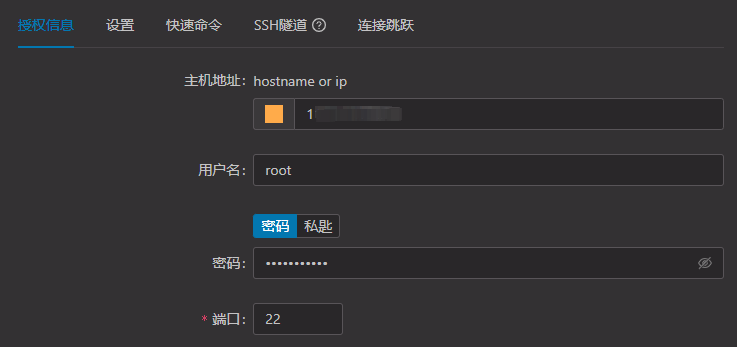 授权信息 设置 快速命令 SSH隧道 连接跳跃
主机地址: hostname or ip
1
用户名: root
密码 私匙
密码: •••••••••••
* 端口: 22